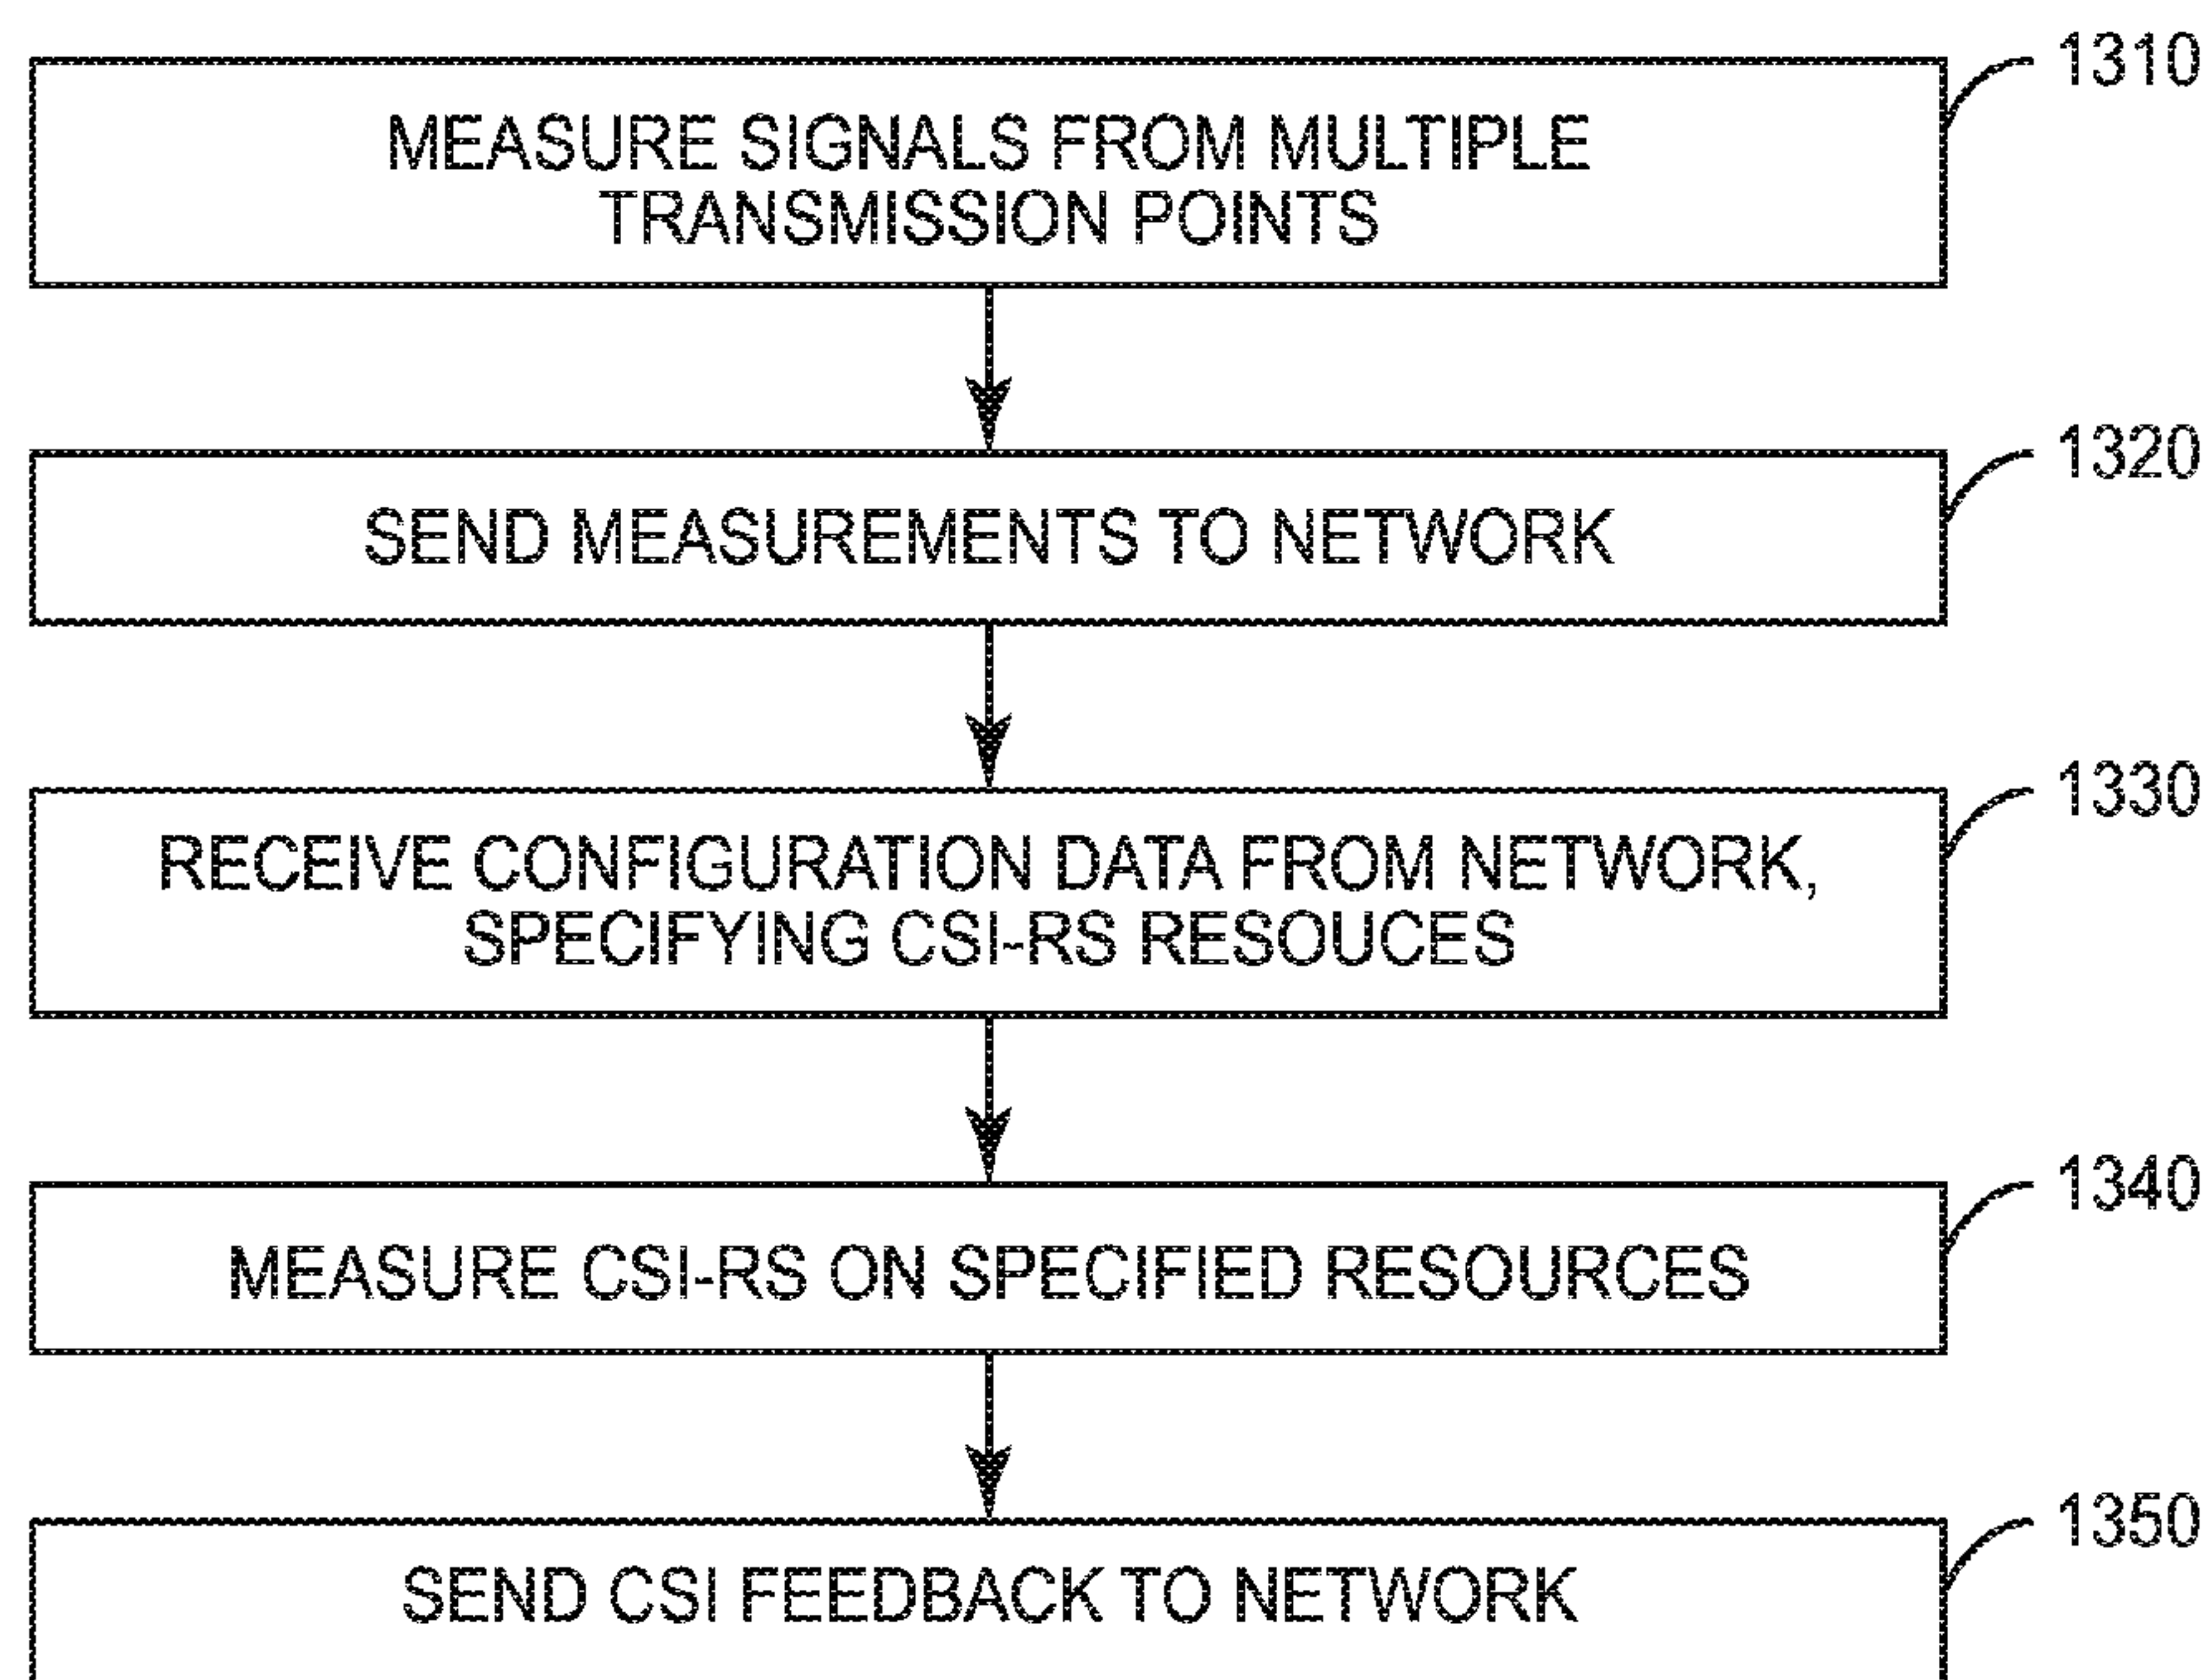 1310
MEASURE SIGNALS FROM MULTIPLE
TRANSMISSION POINTS
1320
SEND MEASUREMENTS TO NETWORK
1330
RECEIVE CONFIGURATION DATA FROM NETWORK,
SPECIFYING CSI-RS RESOUCES
1340
MEASURE CSI-RS ON SPECIFIED RESOURCES
1350
SEND CSI FEEDBACK TO NETWORK